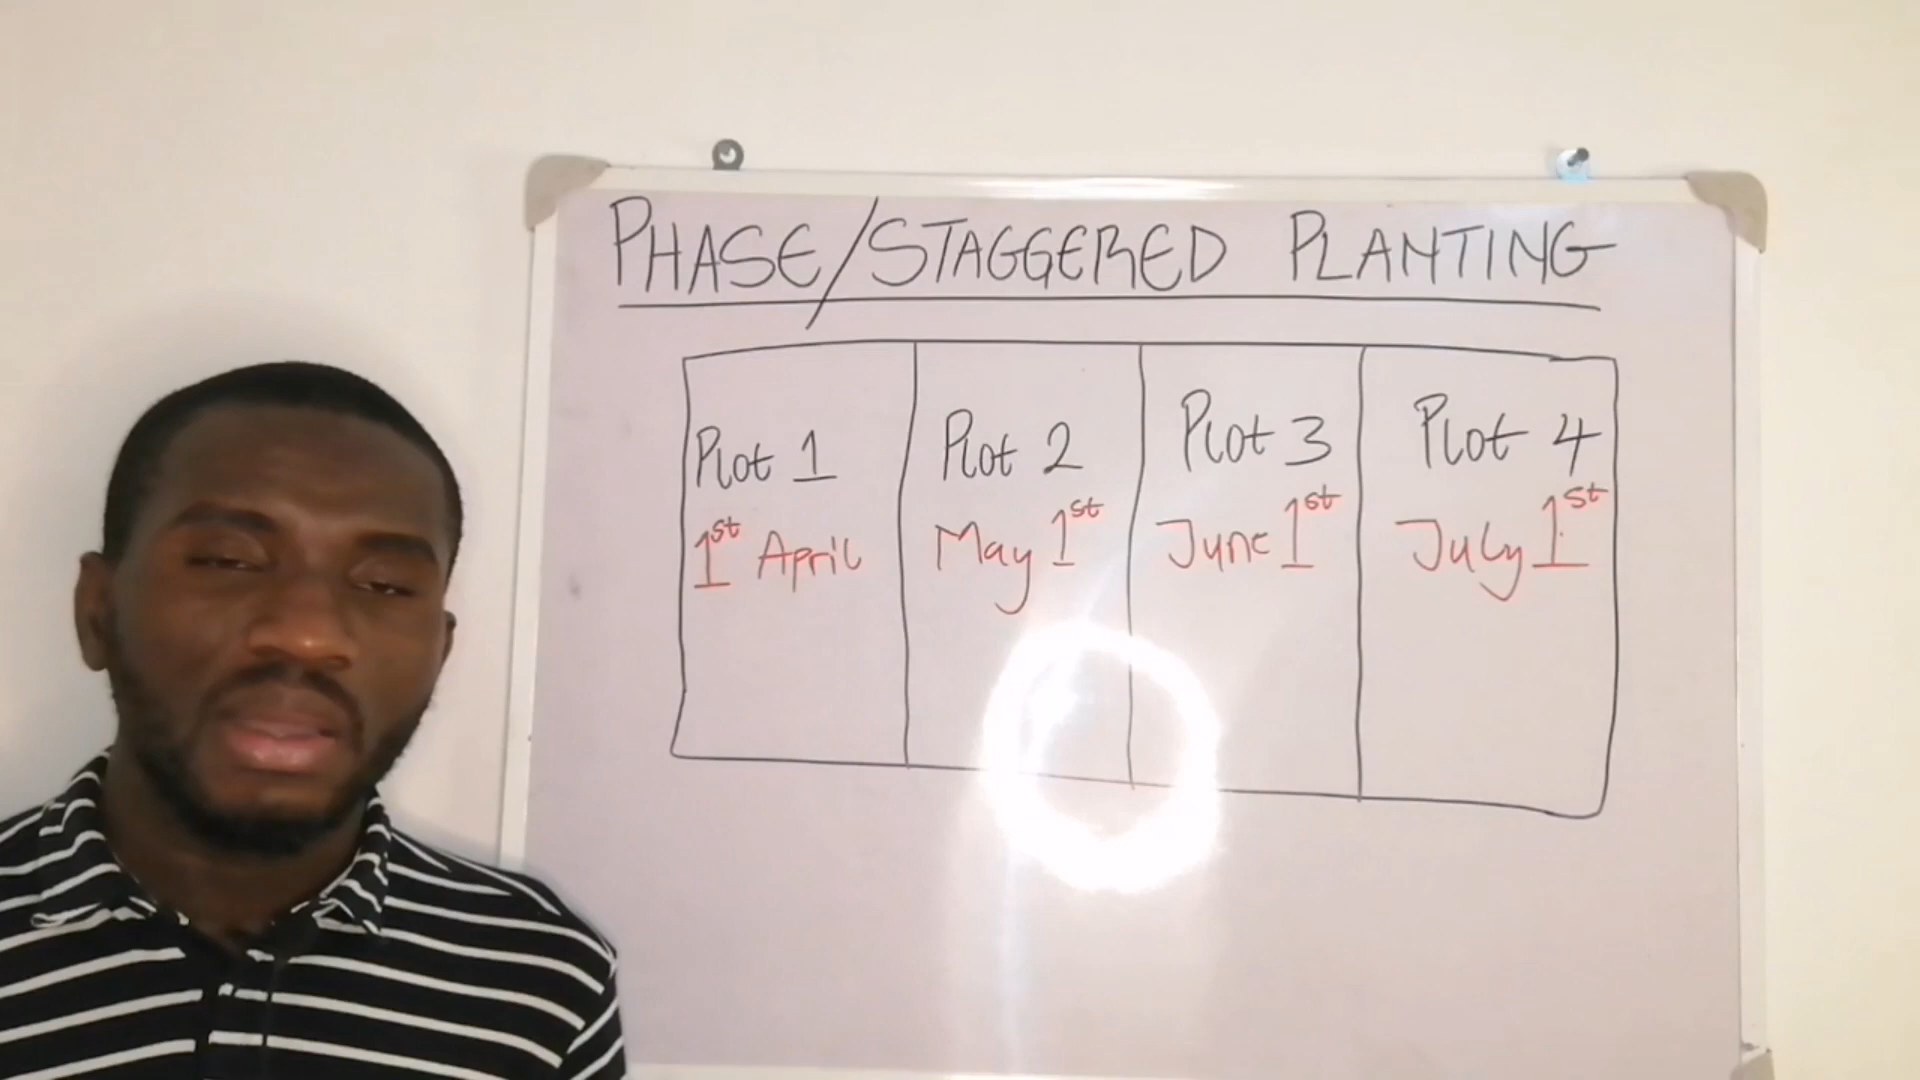 PHASE/STAGGERED PLANTING
Plot 1
1st April
Plot 2
May 1st
Plot 3
June 1st
Plot 4
July 1st